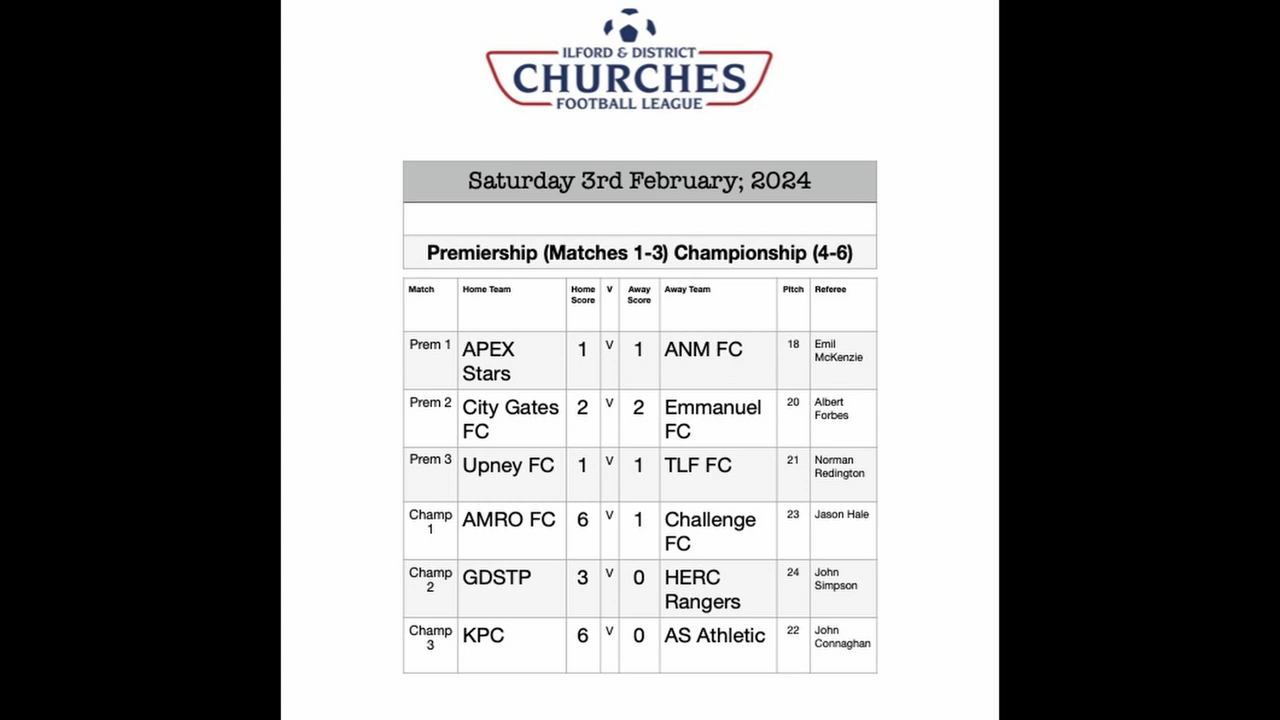 ILFORD & DISTRICT
CHURCHES
FOOTBALL LEAGUE
Saturday 3rd February; 2024
Premiership (Matches 1-3) Championship (4-6)
Match Home Team Home Score V Away Score Away Team Pitch Referee
Prem 1 APEX Stars 1 V 1 ANM FC 18 Emil McKenzie
Prem 2 City Gates FC 2 V 2 Emmanuel FC 20 Albert Forbes
Prem 3 Upney FC 1 V 1 TLF FC 21 Norman Redington
Champ 1 AMRO FC 6 V 1 Challenge FC 23 Jason Hale
Champ 2 GDSTP 3 V 0 HERC Rangers 24 John Simpson
Champ 3 KPC 6 V 0 AS Athletic 22 John Connaghan